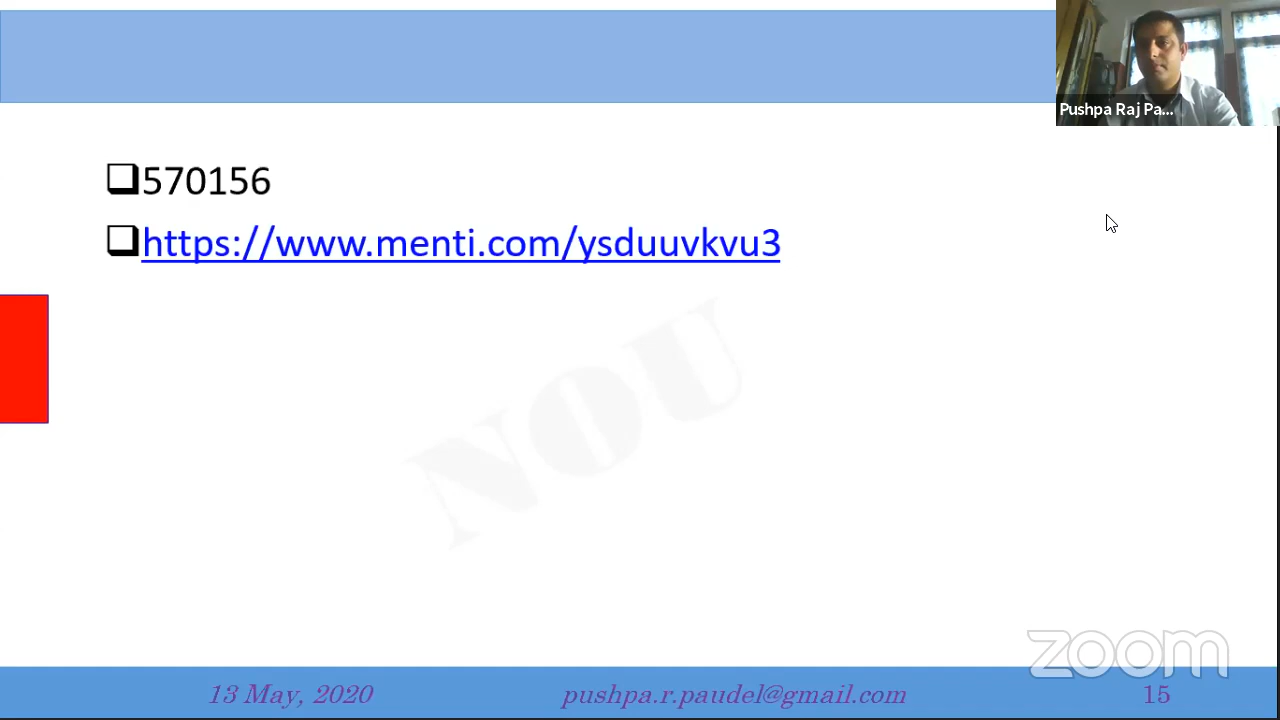 Pushpa Raj Pa...
570156
https://www.menti.com/ysduuvkvu3
NOU
zoom
13 May, 2020
pushpa.r.paudel@gmail.com
15